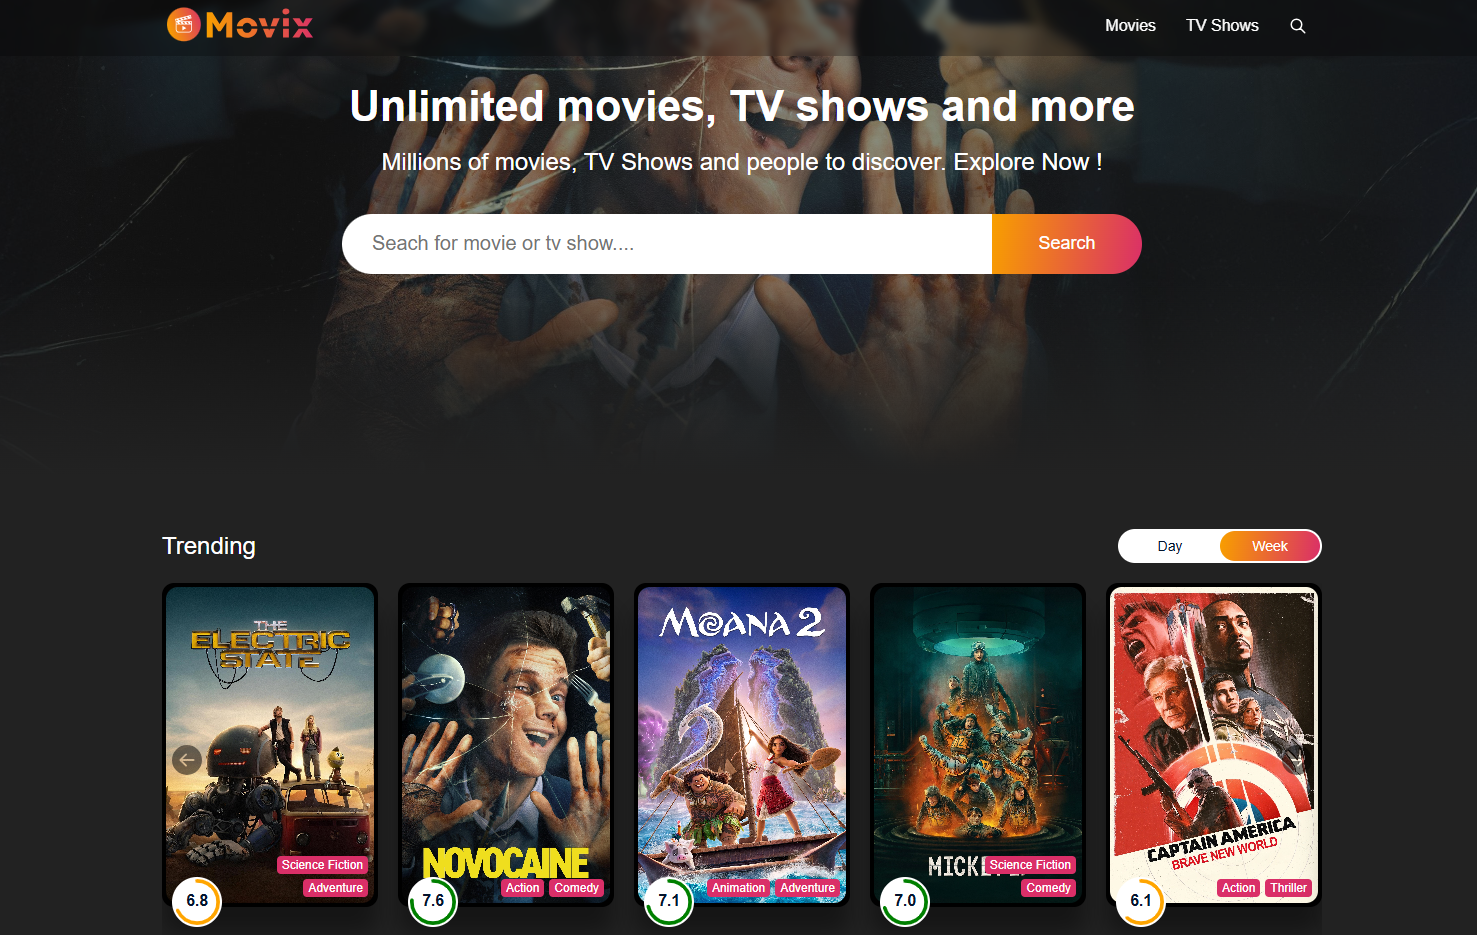 Movix
Movies TV Shows
Unlimited movies, TV shows and more
Millions of movies, TV Shows and people to discover. Explore Now !
Seach for movie or tv show.... Search
Trending
Day Week
THE
ELECTRIC
STATE
Science Fiction
Adventure
6.8
NOVOCAINE
Action Comedy
7.6
MOANA 2
Animation Adventure
7.1
Science Fiction
Comedy
7.0
CAPTAIN AMERICA
BRAVE NEW WORLD
Action Thriller
6.1